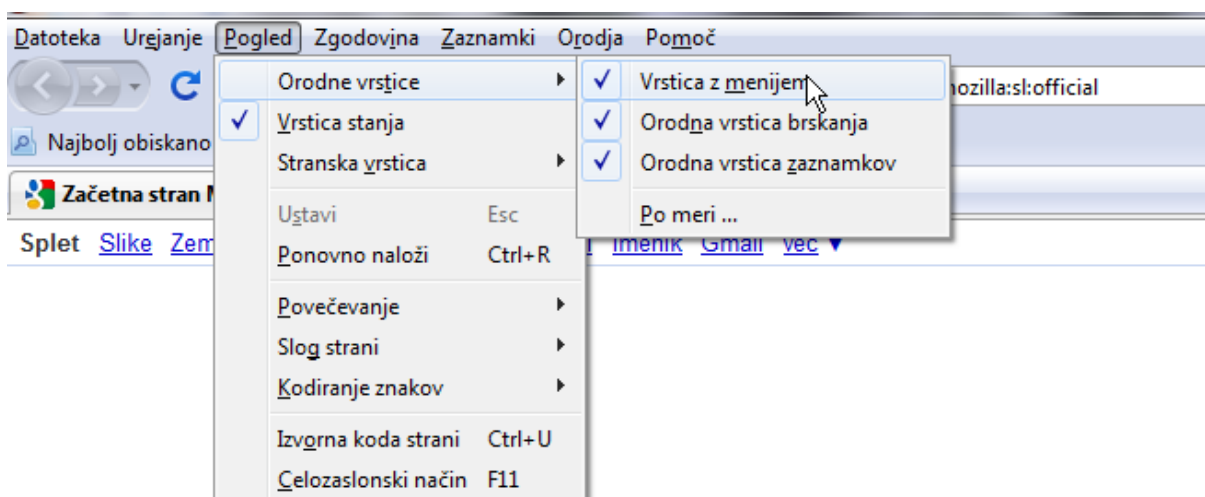 Datoteka Urejanje Pogled Zgodovina Zaznamki Orodja Pomoč
ozilla:sl:official
Najbolj obiskano
Začetna stran
Splet Slike Zem Imenik Gmail več ▼
Orodne vrstice
Vrstica stanja
Stranska vrstica
Ustavi Esc
Ponovno naloži Ctrl+R
Povečevanje
Slog strani
Kodiranje znakov
Izvorna koda strani Ctrl+U
Celozaslonski način F11
Vrstica z menijem
Orodna vrstica brskanja
Orodna vrstica zaznamkov
Po meri ...